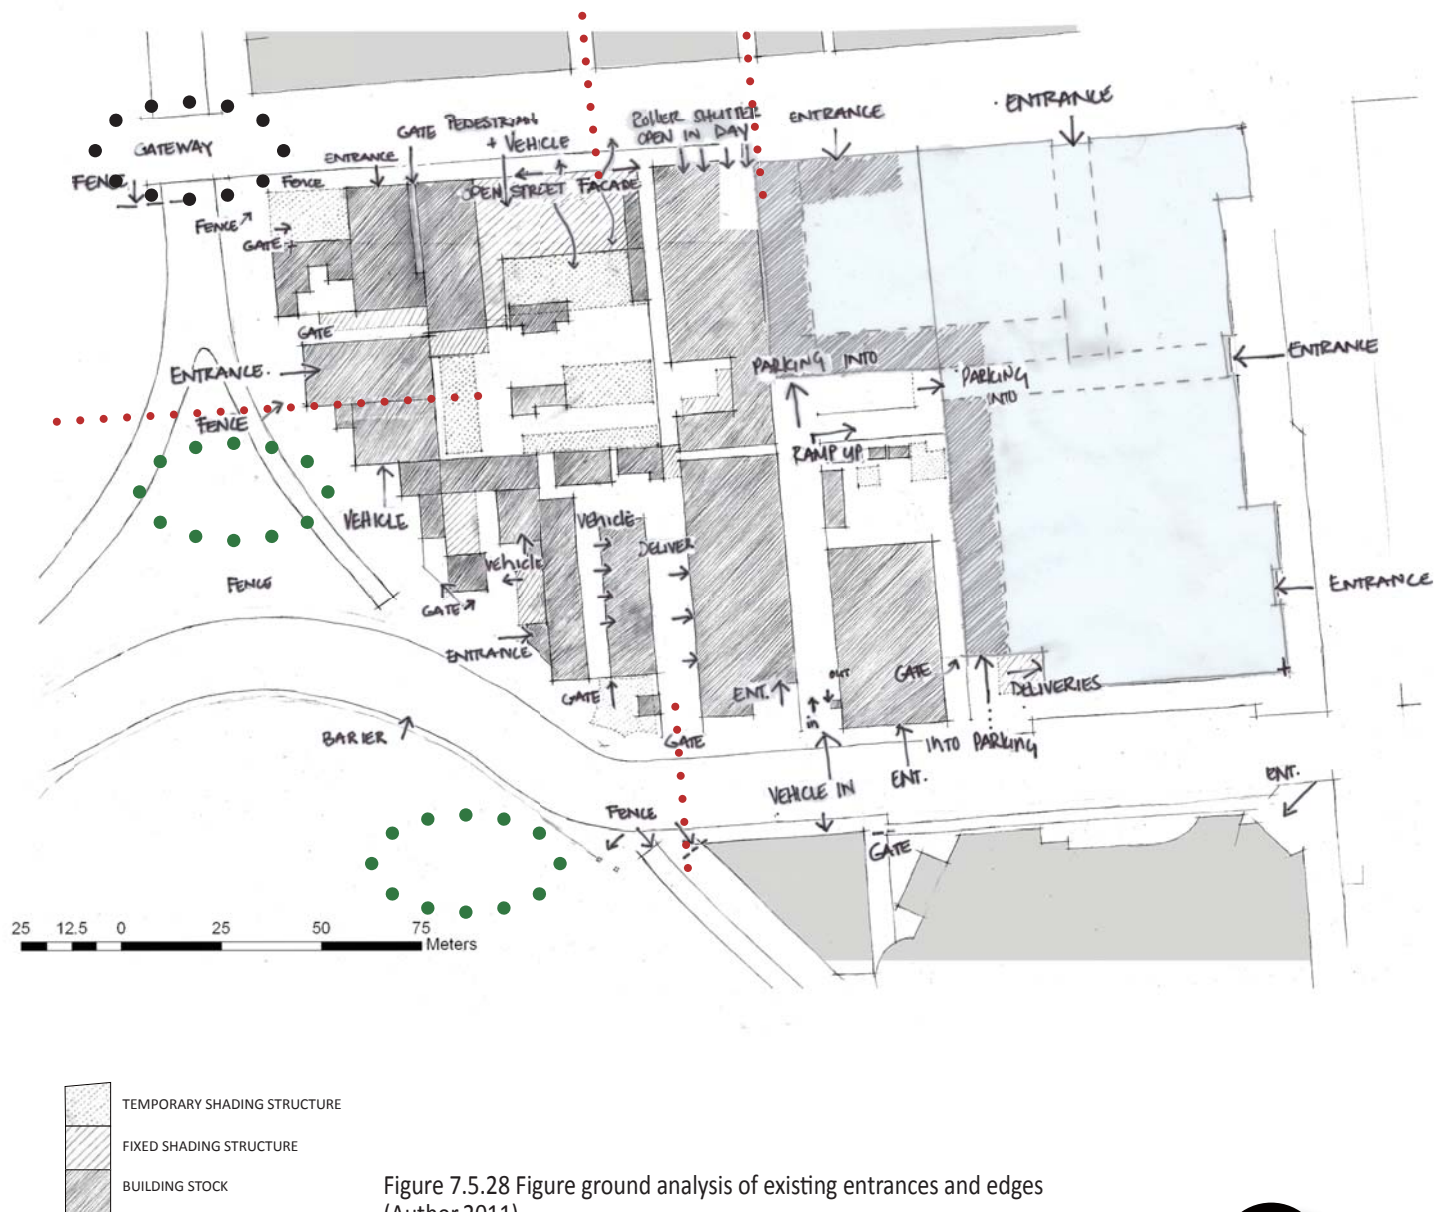 ENTRANCE
GATE
PEDESTRIAN
+ VEHICLE
ROLLER SHUTTER
OPEN IN DAY
ENTRANCE
GATEWAY
ENTRANCE
FENCE
FENCE
OPEN STREET FACADE
FENCE
GATE
GATE
ENTRANCE
PARKING INTO
PARKING
INTO
ENTRANCE.
FENCE
RAMP UP
VEHICLE
VEHICLE
DELIVER
VEHICLE
FENCE
ENTRANCE
GATE
ENTRANCE
GATE
ENT.
OUT
GATE
DELIVERIES
in
BARIER
GATE
INTO PARKING
ENT.
ENT.
VEHICLE IN
FENCE
GATE
25 12.5 0 25 50 75
Meters
TEMPORARY SHADING STRUCTURE
FIXED SHADING STRUCTURE
BUILDING STOCK
Figure 7.5.28 Figure ground analysis of existing entrances and edges
(Author 2011)